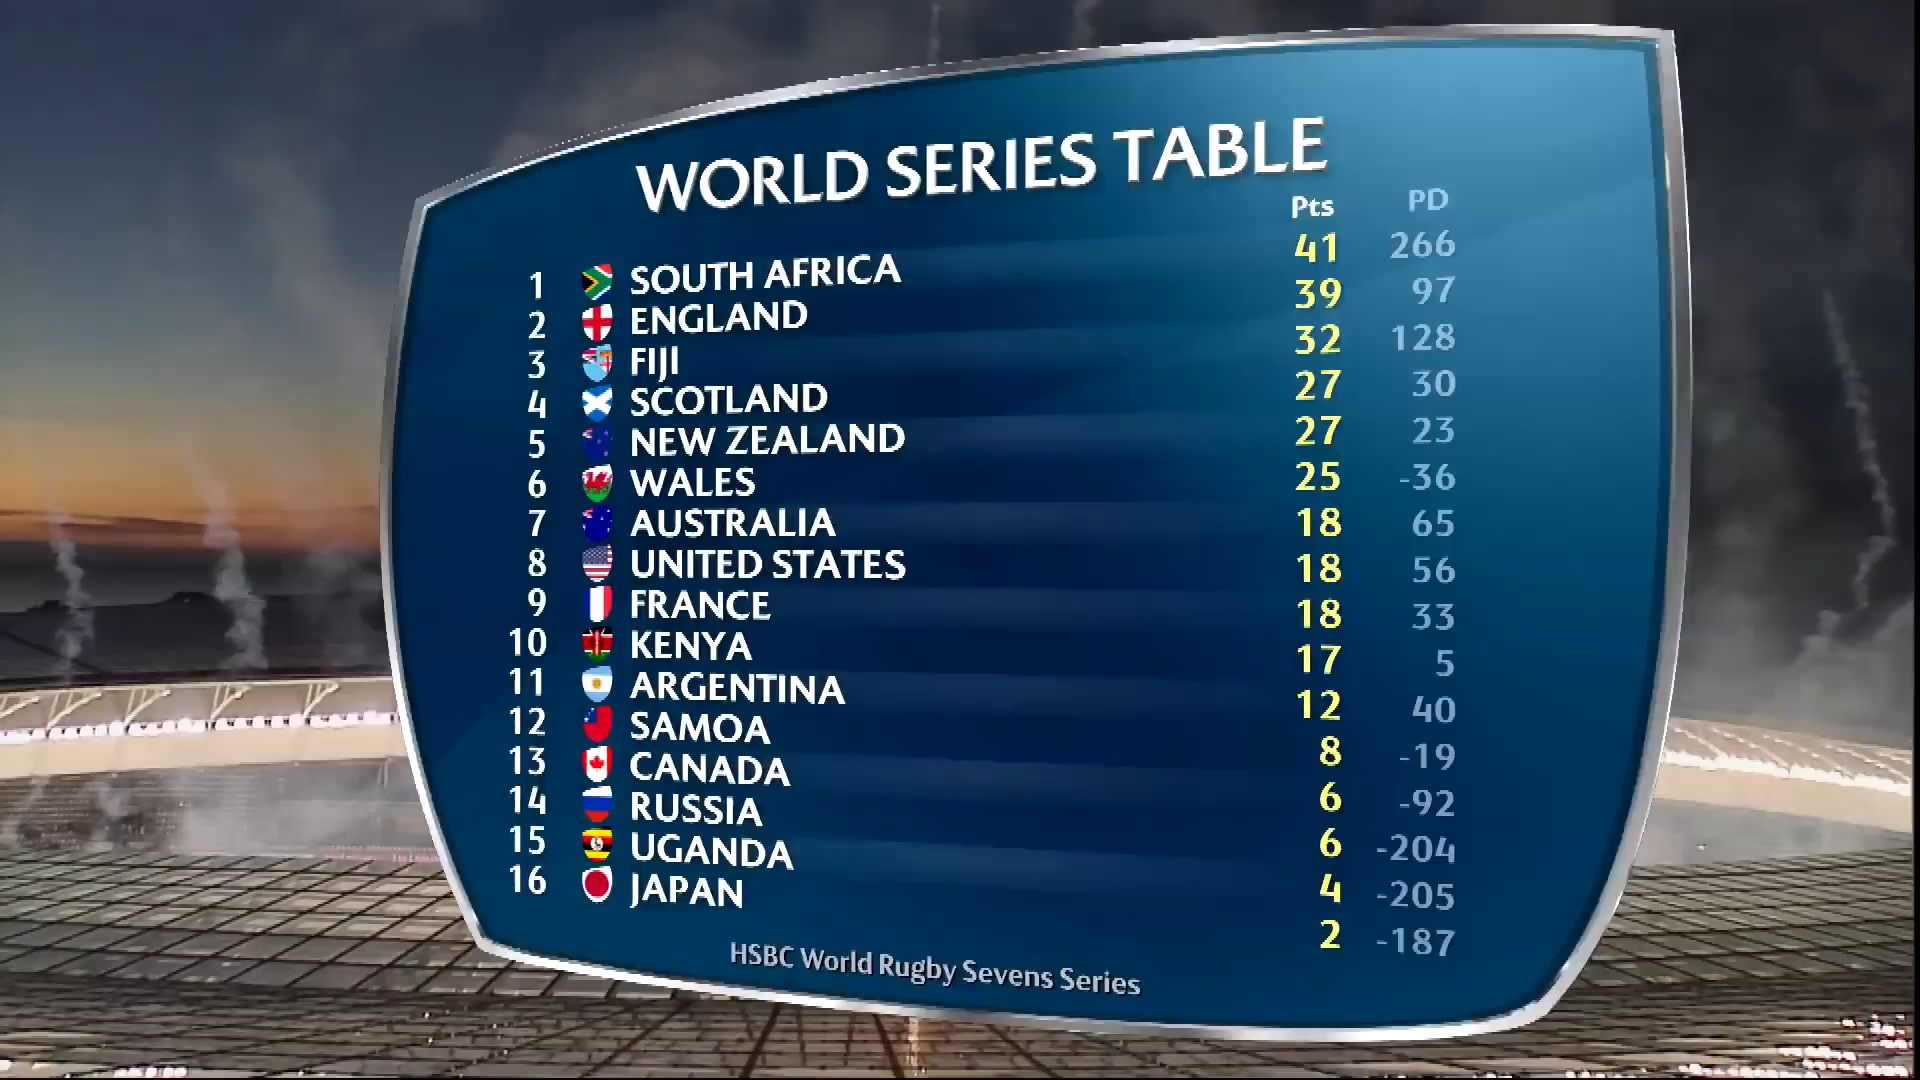 WORLD SERIES TABLE
Pts PD
1 SOUTH AFRICA 41 266
2 ENGLAND 39 97
3 FIJI 32 128
4 SCOTLAND 27 30
5 NEW ZEALAND 27 23
6 WALES 25 -36
7 AUSTRALIA 18 65
8 UNITED STATES 18 56
9 FRANCE 18 33
10 KENYA 17 5
11 ARGENTINA 12 40
12 SAMOA 8 -19
13 CANADA 6 -92
14 RUSSIA 6 -204
15 UGANDA 4 -205
16 JAPAN 2 -187
HSBC World Rugby Sevens Series